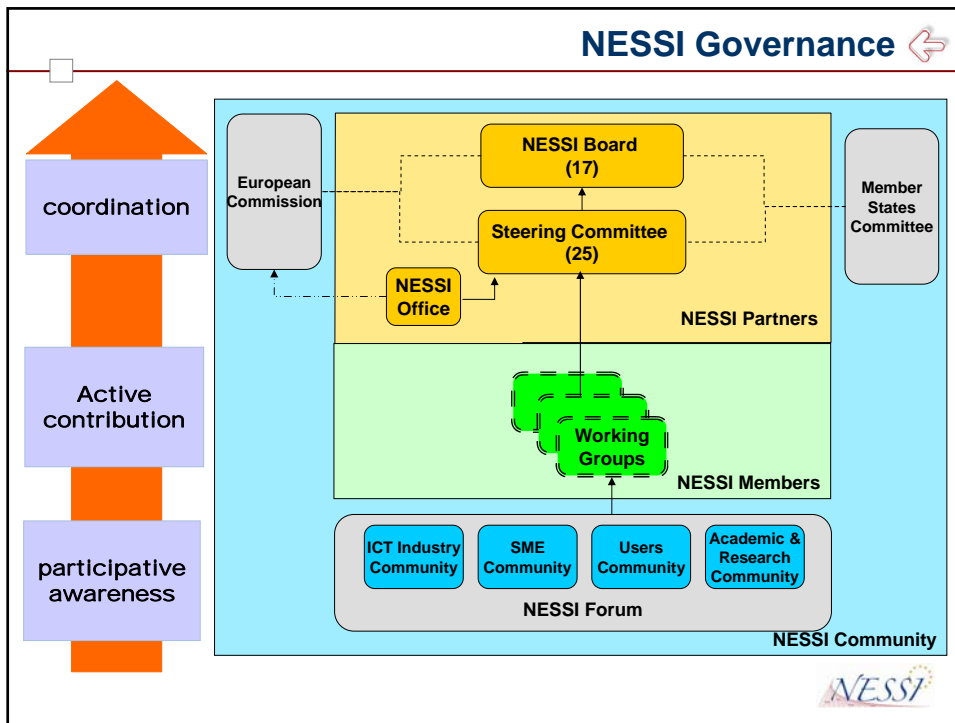 NESSI Governance
coordination
Active
contribution
participative
awareness
European
Commission
NESSI Board
(17)
Steering Committee
(25)
NESSI
Office
Member
States
Committee
NESSI Partners
Working
Groups
NESSI Members
ICT Industry
Community
SME
Community
Users
Community
Academic &
Research
Community
NESSI Forum
NESSI Community
NESSI